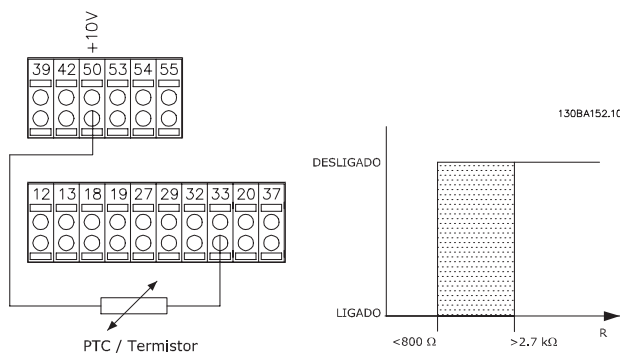 +10V
39 42 50 53 54 55
130BA152.10
DESLIGADO
12 13 18 19 27 29 32 33 20 37
LIGADO
<800 Ω
>2.7 kΩ
R
PTC / Termistor